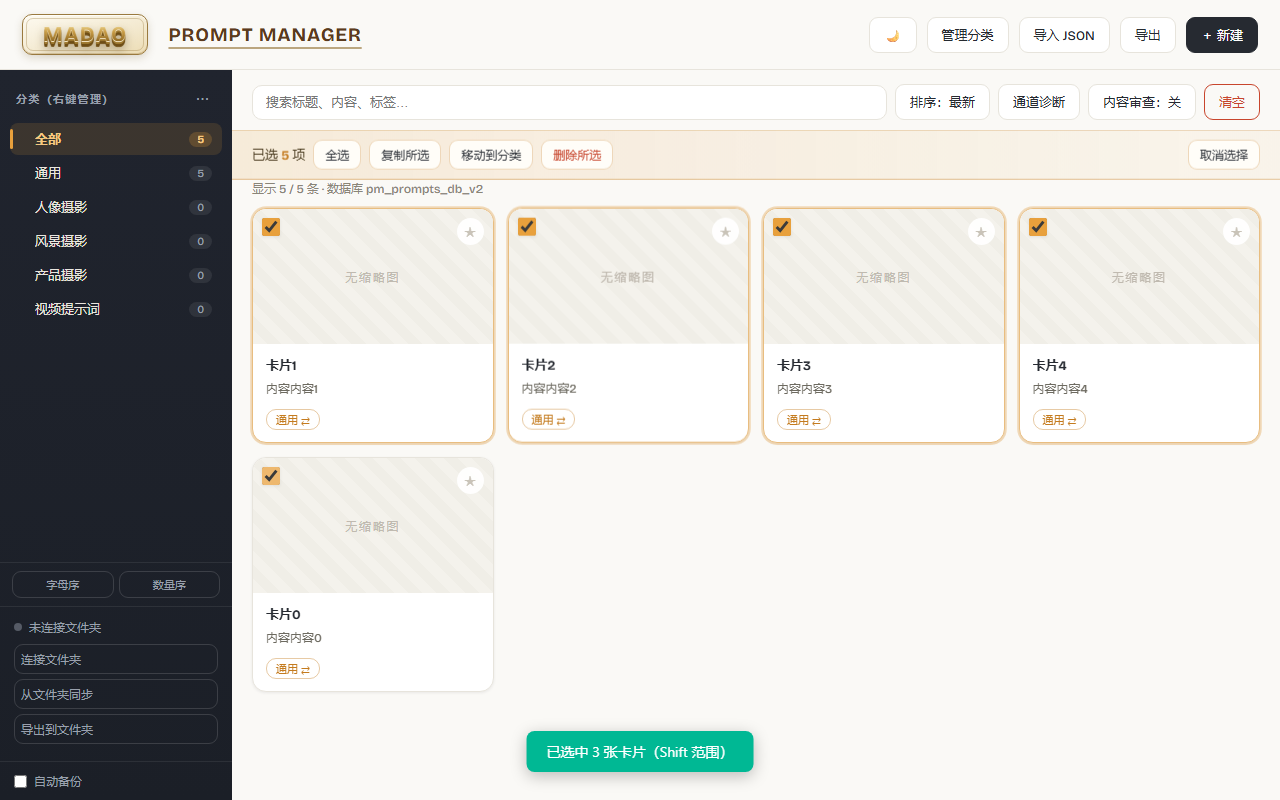 MADAO
PROMPT MANAGER
管理分类
导入 JSON
导出
+ 新建
分类（右键管理）
...
全部 5
通用 5
人像摄影 0
风景摄影 0
产品摄影 0
视频提示词 0
字母序
数量序
未连接文件夹
连接文件夹
从文件夹同步
导出到文件夹
自动备份
搜索标题、内容、标签...
排序：最新
通道诊断
内容审查：关
清空
已选 5 项
全选
复制所选
移动到分类
删除所选
取消选择
显示 5 / 5 条 · 数据库 pm_prompts_db_v2
无缩略图
卡片1
内容内容1
通用 ⇄
无缩略图
卡片2
内容内容2
通用 ⇄
无缩略图
卡片3
内容内容3
通用 ⇄
无缩略图
卡片4
内容内容4
通用 ⇄
无缩略图
卡片0
内容内容0
通用 ⇄
已选中 3 张卡片（Shift 范围）